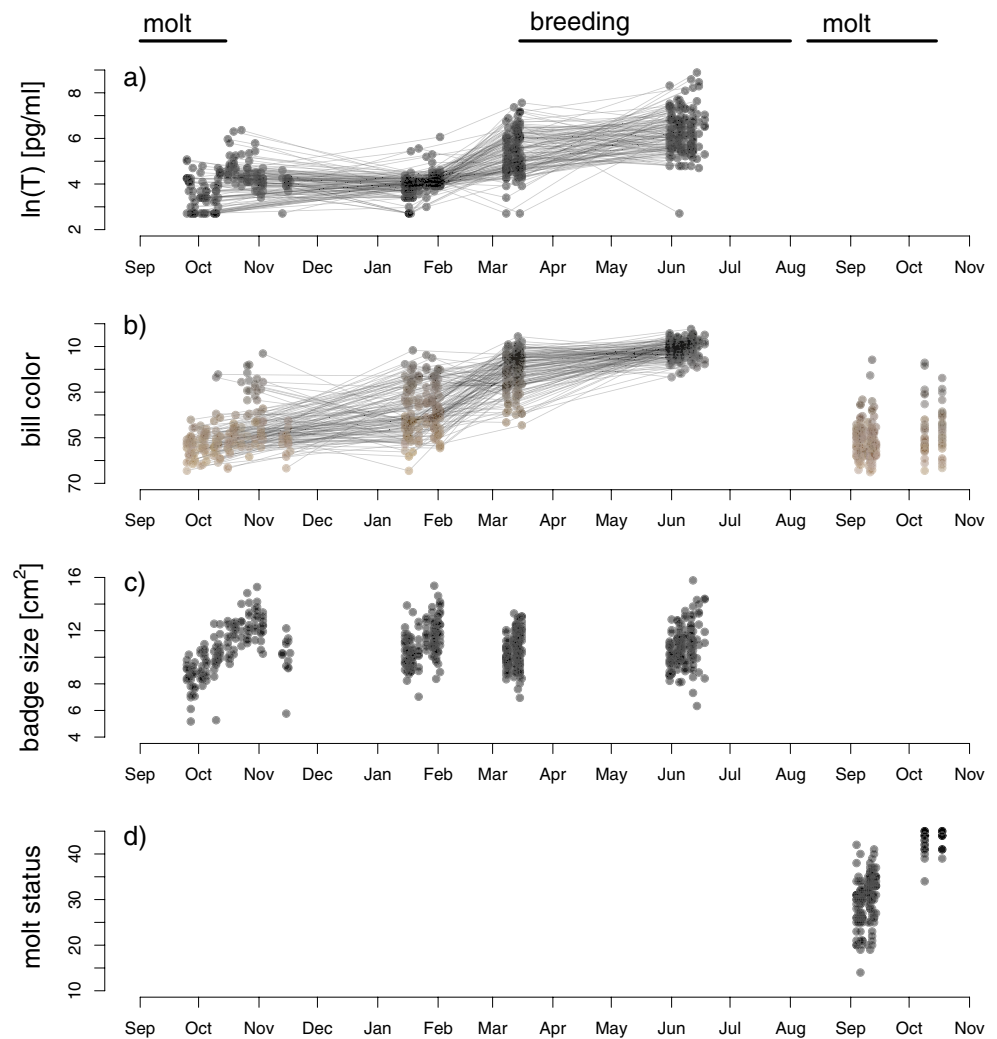 molt breeding molt
a)
ln(T) [pg/ml]
8
6
4
2
Sep Oct Nov Dec Jan Feb Mar Apr May Jun Jul Aug Sep Oct Nov
b)
bill color
10
30
50
70
Sep Oct Nov Dec Jan Feb Mar Apr May Jun Jul Aug Sep Oct Nov
c)
badge size [cm²]
16
12
8
6
4
Sep Oct Nov Dec Jan Feb Mar Apr May Jun Jul Aug Sep Oct Nov
d)
molt status
40
30
20
10
Sep Oct Nov Dec Jan Feb Mar Apr May Jun Jul Aug Sep Oct Nov